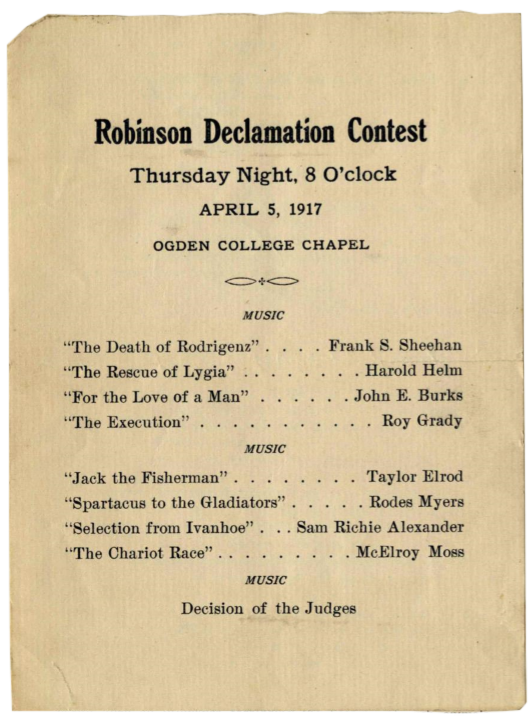 Robinson Declamation Contest
Thursday Night, 8 O'clock
APRIL 5, 1917
OGDEN COLLEGE CHAPEL
MUSIC
"The Death of Rodrigenz" . . . . Frank S. Sheehan
"The Rescue of Lygia" . . . . . . . . Harold Helm
"For the Love of a Man" . . . . . . John E. Burks
"The Execution" . . . . . . . . . . . Roy Grady
MUSIC
"Jack the Fisherman" . . . . . . . . Taylor Elrod
"Spartacus to the Gladiators" . . . . . Rodes Myers
"Selection from Ivanhoe" . . . Sam Richie Alexander
"The Chariot Race" . . . . . . . . . McElroy Moss
MUSIC
Decision of the Judges